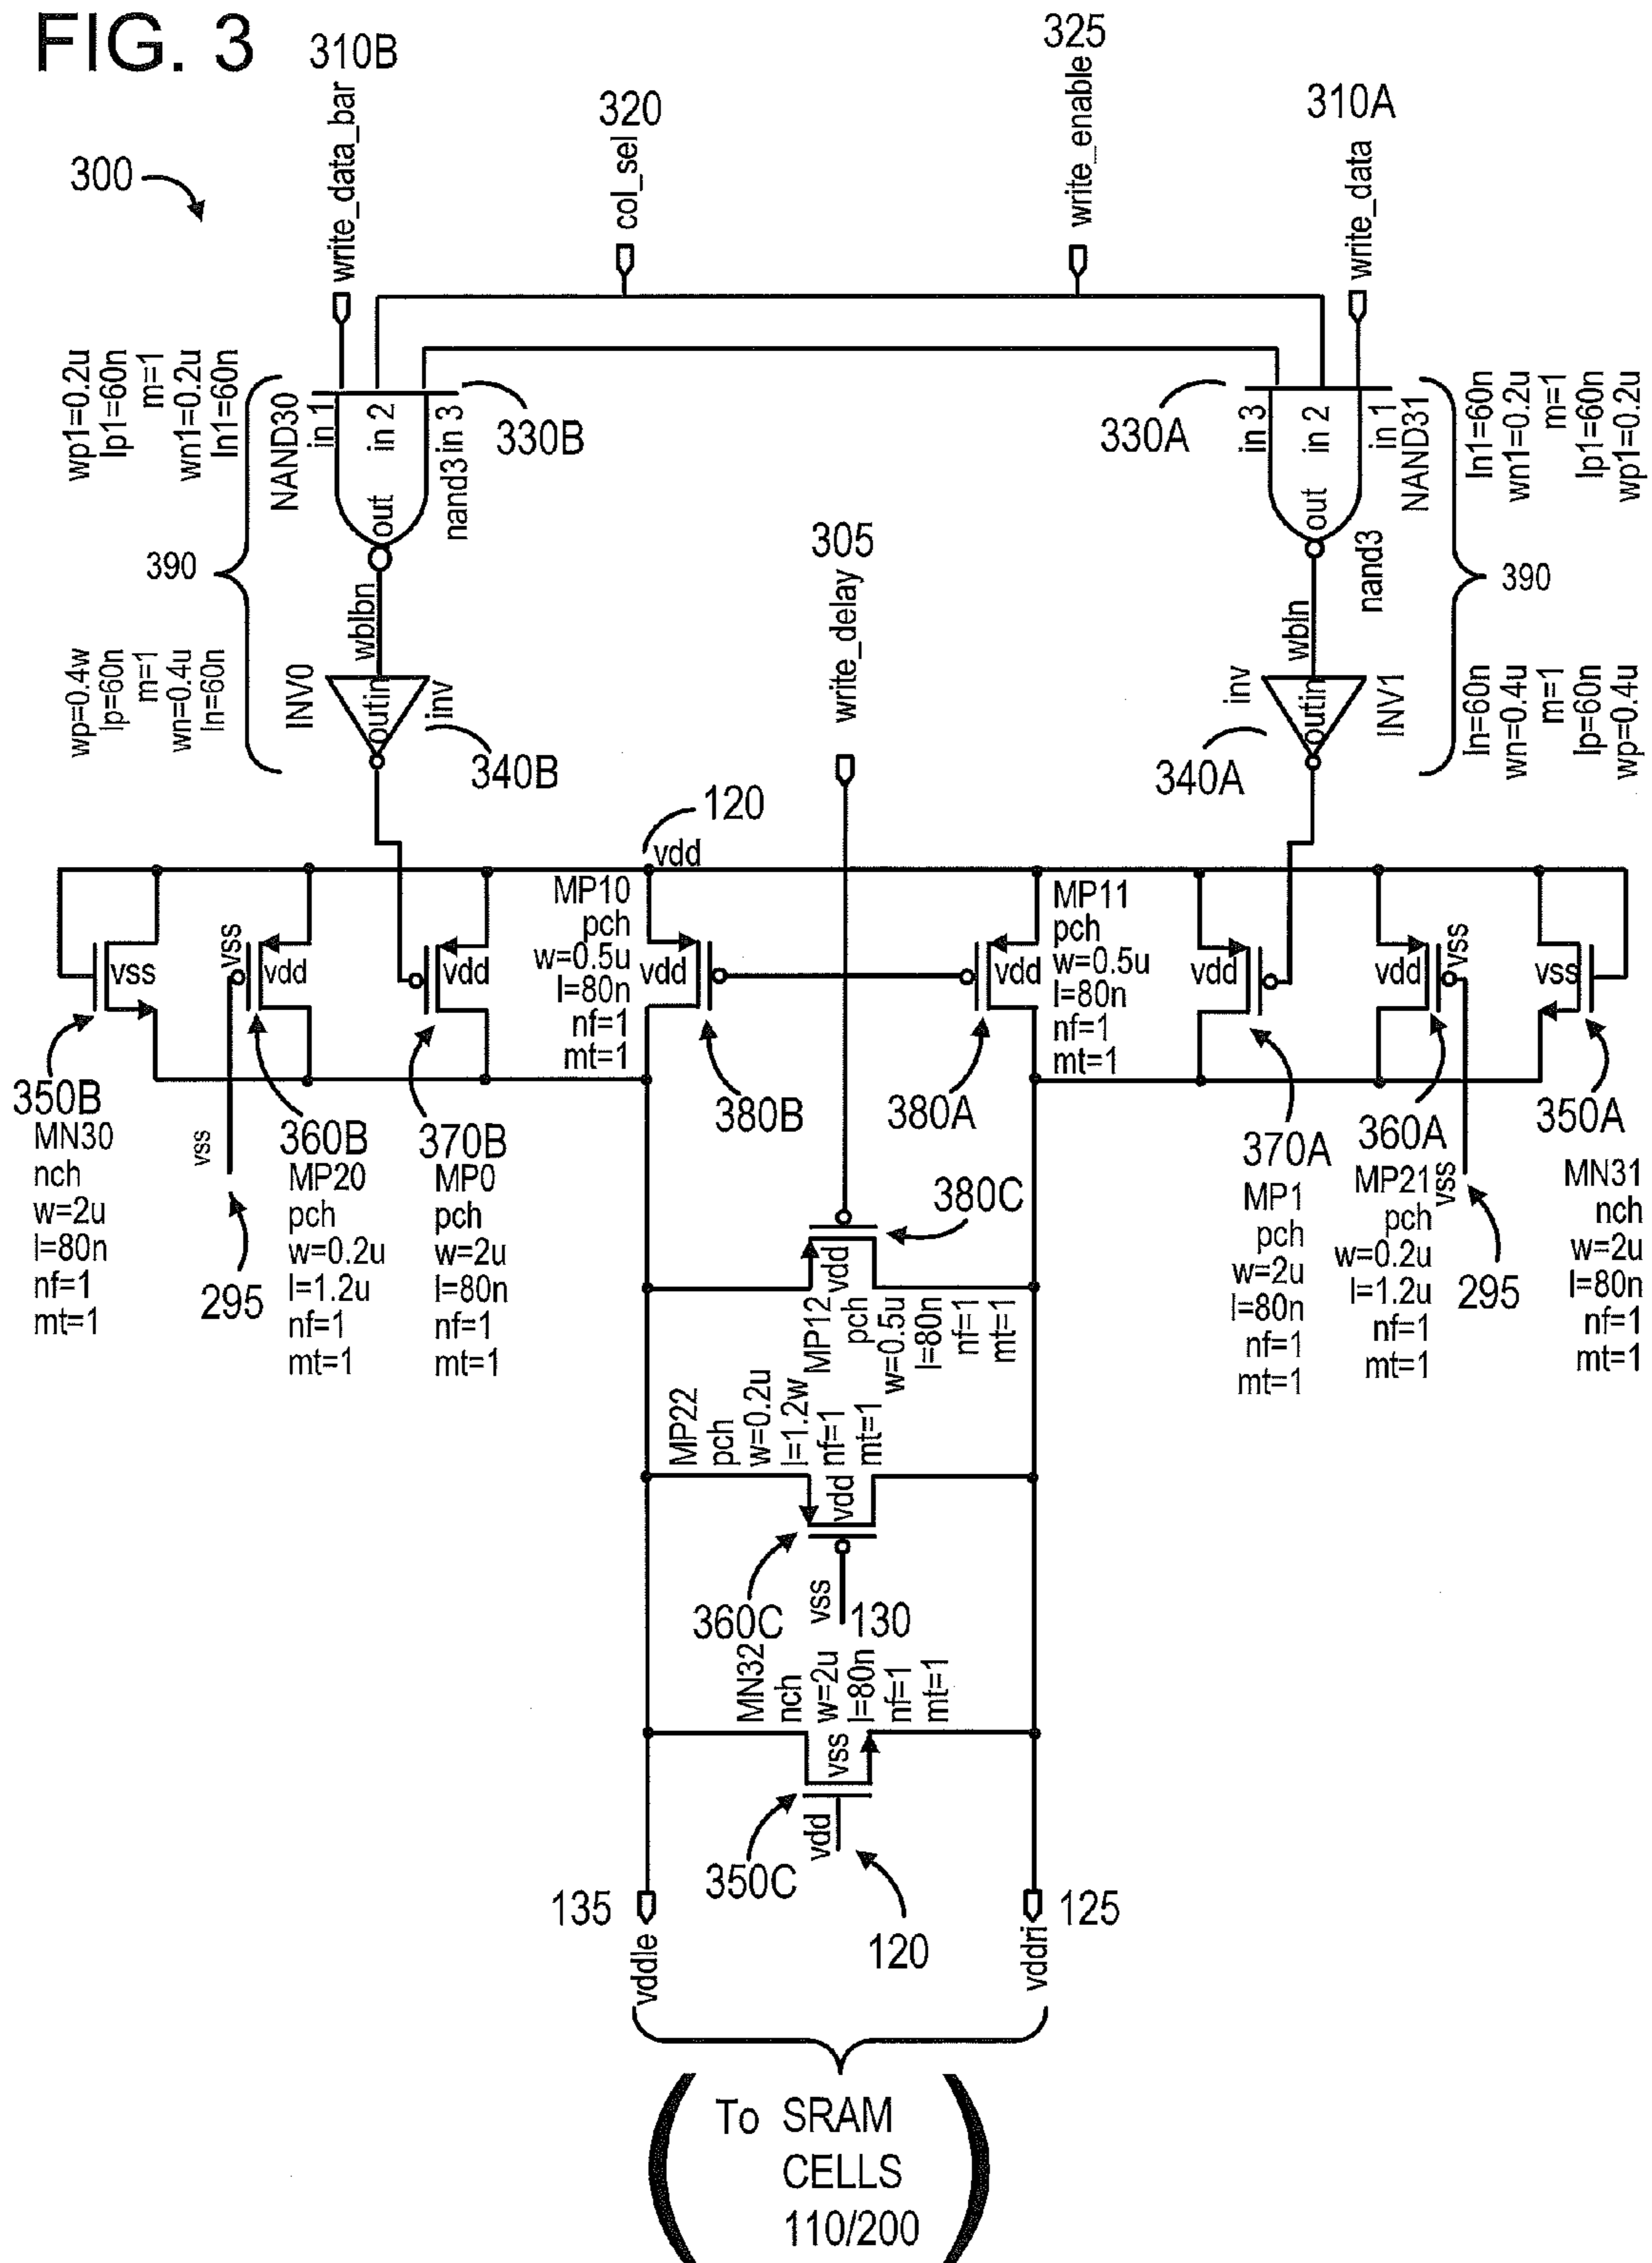 FIG. 3
310B
325
320
310A
300
write_data_bar
col_sel
write_enable
write_data
wp1=0.2u
lp1=60n
m=1
wn1=0.2u
ln1=60n
NAND30
in 1
in 2
in 3
nand3
out
330B
330A
in 3
in 2
in 1
out
NAND31
nand3
ln1=60n
wn1=0.2u
m=1
lp1=60n
wp1=0.2u
390
305
390
wblbn
write_delay
wbln
wp=0.4w
lp=60n
m=1
wn=0.4u
ln=60n
INV0
outin
inv
340B
inv
outin
INV1
340A
ln=60n
wn=0.4u
m=1
lp=60n
wp=0.4u
120
vdd
MP10
pch
w=0.5u
l=80n
nf=1
mt=1
MP11
pch
w=0.5u
l=80n
nf=1
mt=1
vss
vss
vdd
vdd
vdd
vdd
vdd
vdd
vss
vss
350B
MN30
nch
w=2u
l=80n
nf=1
mt=1
vss
295
360B
MP20
pch
w=0.2u
l=1.2u
nf=1
mt=1
370B
MP0
pch
w=2u
l=80n
nf=1
mt=1
380B
380A
370A
MP1
pch
w=2u
l=80n
nf=1
mt=1
360A
MP21
pch
w=0.2u
l=1.2u
nf=1
mt=1
vss
295
350A
MN31
nch
w=2u
l=80n
nf=1
mt=1
380C
vdd
MP12
pch
w=0.5u
l=80n
nf=1
mt=1
MP22
pch
w=0.2u
l=1.2w
nf=1
mt=1
vdd
360C
vss
130
MN32
nch
w=2u
l=80n
nf=1
mt=1
vss
350C
vdd
120
135
vddle
125
vddri
To SRAM
CELLS
110/200